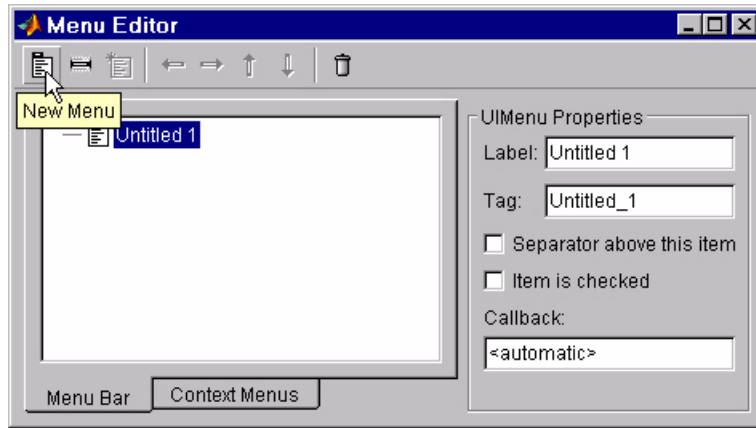 Menu Editor
New Menu
Untitled 1
Menu Bar
Context Menus
UIMenu Properties
Label: Untitled 1
Tag: Untitled_1
Separator above this item
Item is checked
Callback:
<automatic>